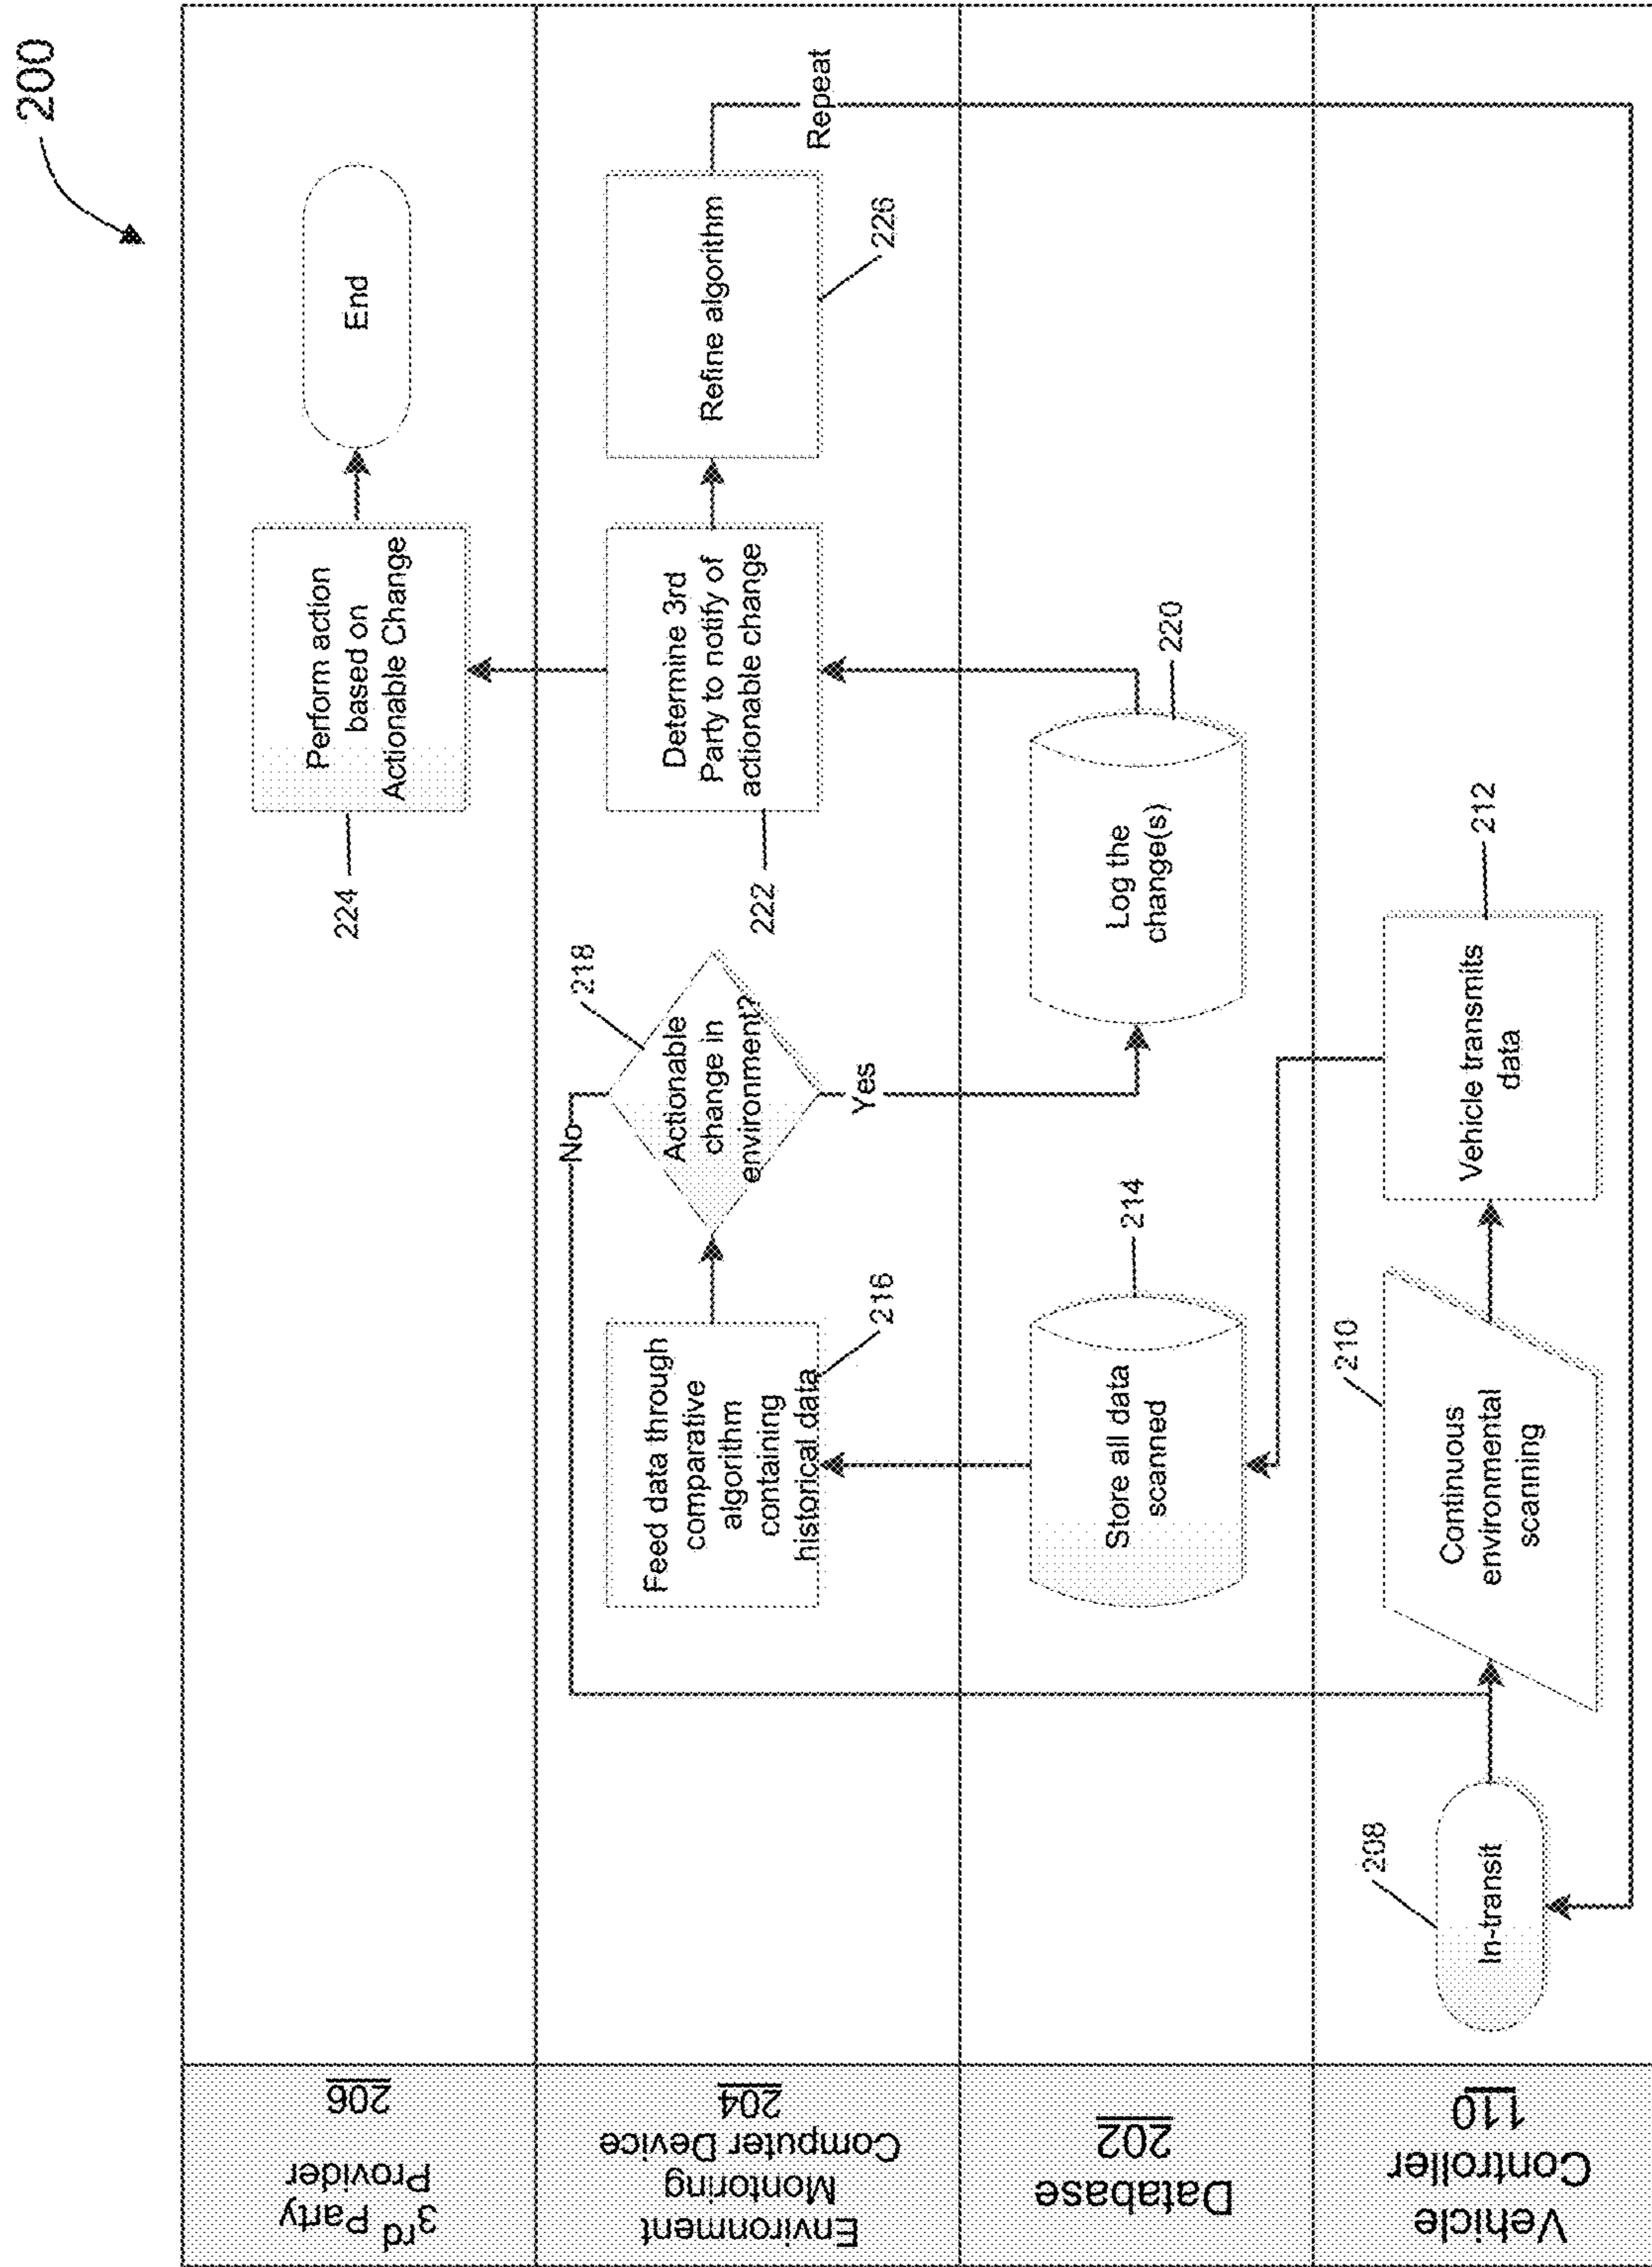 200
3rd Party
Provider
206
Perform action
based on
Actionable Change
224
End
Environment
Monitoring
Computer Device
204
Feed data through
comparative
algorithm
containing
historical data
216
Actionable
change in
environment?
218
No
Yes
Determine 3rd
Party to notify of
actionable change
222
Refine algorithm
226
Repeat
Database
202
Store all data
scanned
214
Log the
change(s)
220
Vehicle
Controller
110
In-transit
208
Continuous
environmental
scanning
210
Vehicle transmits
data
212